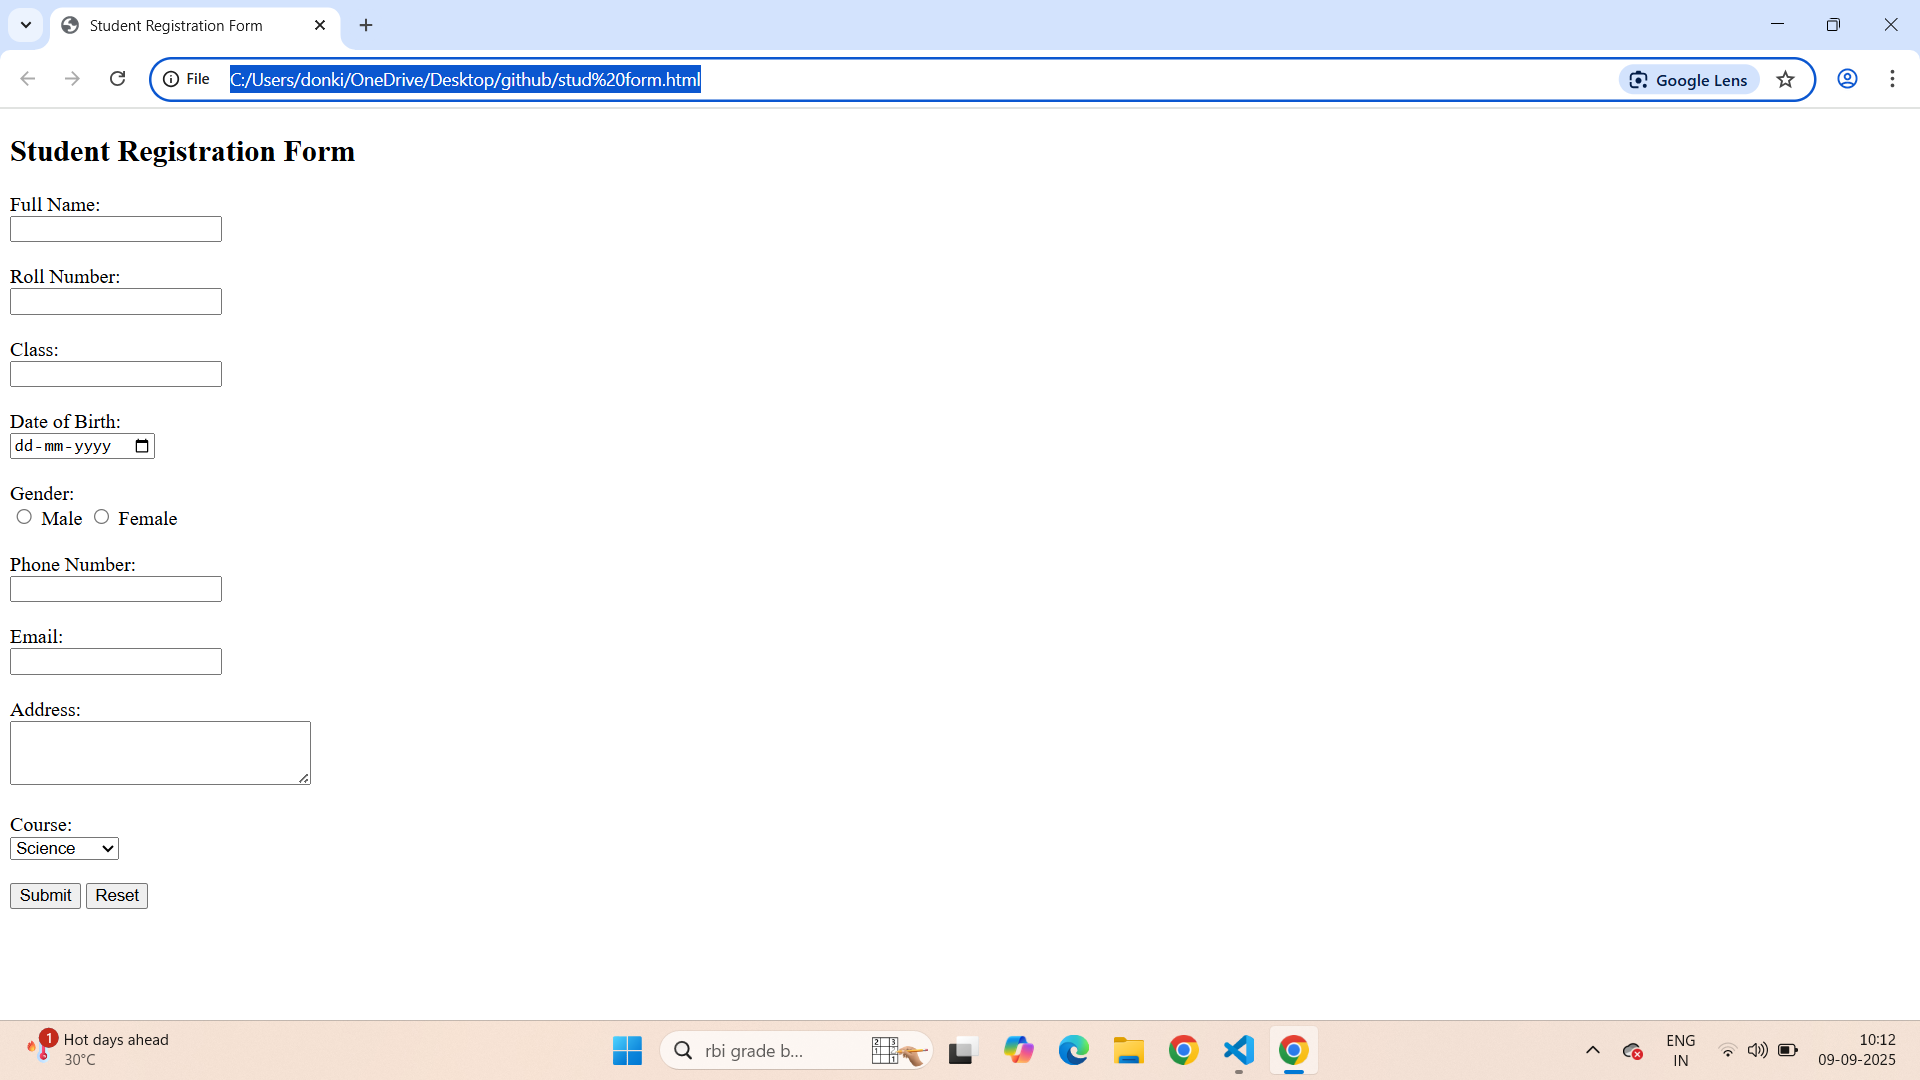 Student Registration Form
File C:/Users/donki/OneDrive/Desktop/github/stud%20form.html Google Lens
Student Registration Form
Full Name:
Roll Number:
Class:
Date of Birth:
dd-mm-yyyy
Gender:
Male Female
Phone Number:
Email:
Address:
Course:
Science
Submit Reset
1 Hot days ahead
30°C
rbi grade b...
ENG
IN
10:12
09-09-2025